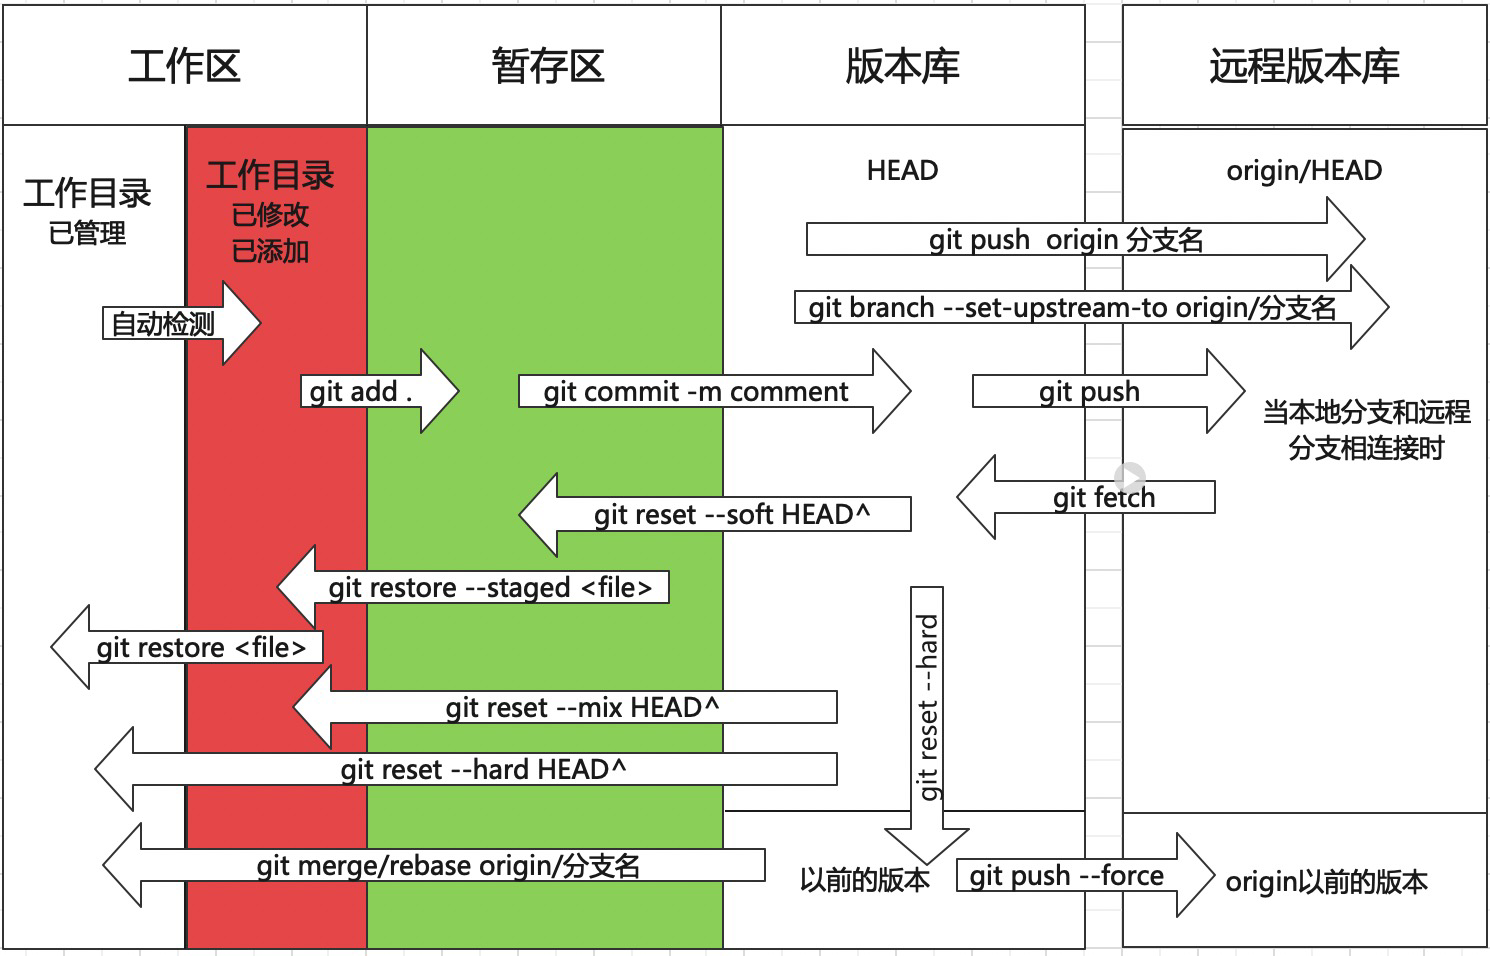 工作区
暂存区
版本库
远程版本库
工作目录
已管理
工作目录
已修改
已添加
HEAD
origin/HEAD
git push  origin 分支名
git branch --set-upstream-to origin/分支名
自动检测
git add .
git commit -m comment
git push
当本地分支和远程
分支相连接时
git fetch
git reset --soft HEAD^
git restore --staged <file>
git restore <file>
git reset --hard
git reset --mix HEAD^
git reset --hard HEAD^
git merge/rebase origin/分支名
以前的版本
git push --force
origin以前的版本